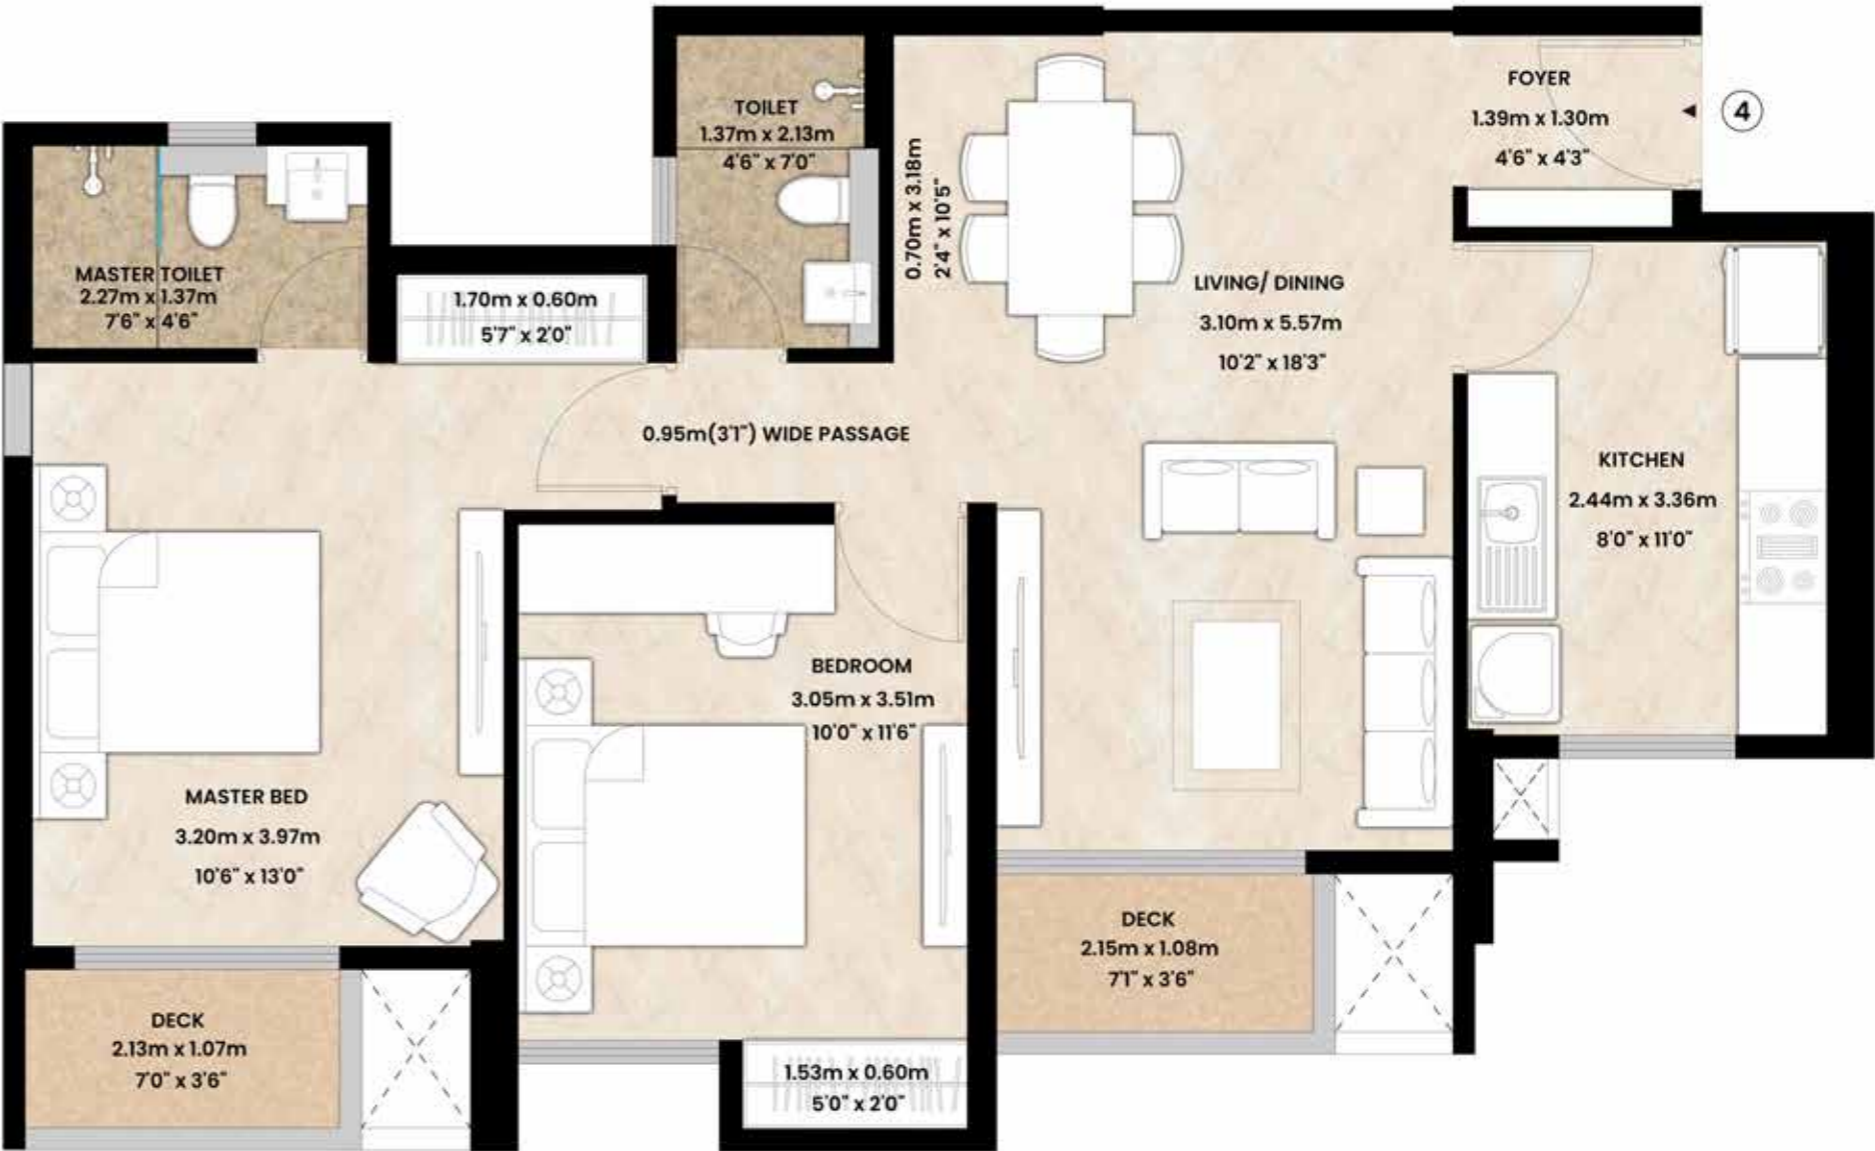 FOYER
1.39m x 1.30m
4'6" x 4'3"
4
TOILET
1.37m x 2.13m
4'6" x 7'0"
0.70m x 3.18m
2'4" x 10'5"
MASTER TOILET
2.27m x 1.37m
7'6" x 4'6"
1.70m x 0.60m
5'7" x 2'0"
LIVING/ DINING
3.10m x 5.57m
10'2" x 18'3"
0.95m(3'1") WIDE PASSAGE
KITCHEN
2.44m x 3.36m
8'0" x 11'0"
BEDROOM
3.05m x 3.51m
10'0" x 11'6"
MASTER BED
3.20m x 3.97m
10'6" x 13'0"
DECK
2.15m x 1.08m
7'1" x 3'6"
DECK
2.13m x 1.07m
7'0" x 3'6"
1.53m x 0.60m
5'0" x 2'0"